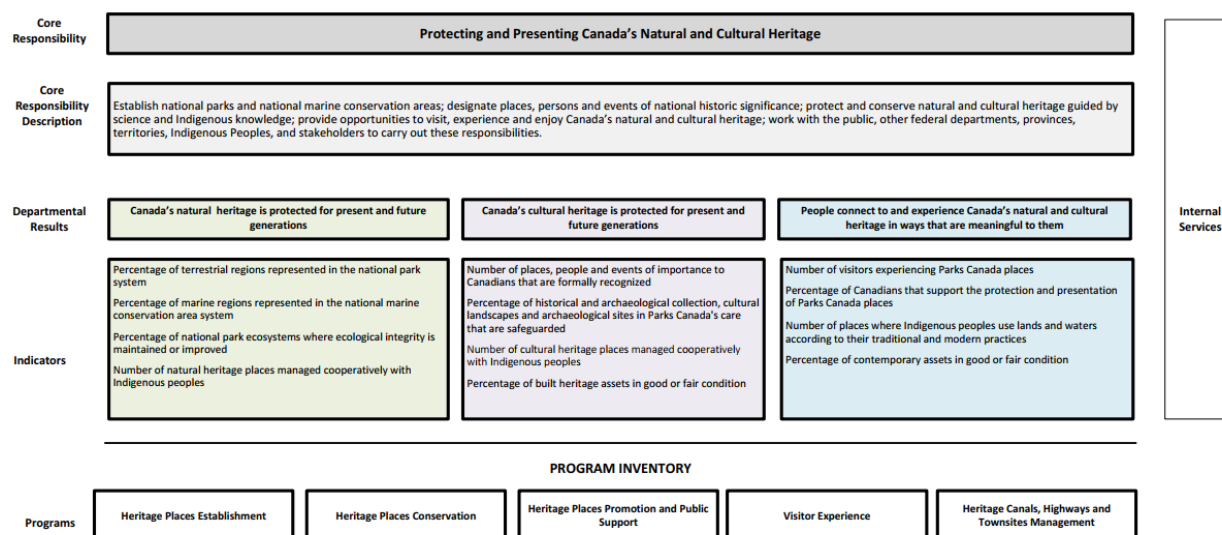 Core
Responsibility
Protecting and Presenting Canada's Natural and Cultural Heritage
Core
Responsibility
Description
Establish national parks and national marine conservation areas; designate places, persons and events of national historic significance; protect and conserve natural and cultural heritage guided by
science and Indigenous knowledge; provide opportunities to visit, experience and enjoy Canada's natural and cultural heritage; work with the public, other federal departments, provinces,
territories, Indigenous Peoples, and stakeholders to carry out these responsibilities.
Departmental
Results
Canada's natural heritage is protected for present and future
generations
Canada's cultural heritage is protected for present and
future generations
People connect to and experience Canada's natural and cultural
heritage in ways that are meaningful to them
Internal
Services
Indicators
Percentage of terrestrial regions represented in the national park
system
Percentage of marine regions represented in the national marine
conservation area system
Percentage of national park ecosystems where ecological integrity is
maintained or improved
Number of natural heritage places managed cooperatively with
Indigenous peoples
Number of places, people and events of importance to
Canadians that are formally recognized
Percentage of historical and archaeological collection, cultural
landscapes and archaeological sites in Parks Canada's care
that are safeguarded
Number of cultural heritage places managed cooperatively
with Indigenous peoples
Percentage of built heritage assets in good or fair condition
Number of visitors experiencing Parks Canada places
Percentage of Canadians that support the protection and presentation
of Parks Canada places
Number of places where Indigenous peoples use lands and waters
according to their traditional and modern practices
Percentage of contemporary assets in good or fair condition
PROGRAM INVENTORY
Programs
Heritage Places Establishment
Heritage Places Conservation
Heritage Places Promotion and Public
Support
Visitor Experience
Heritage Canals, Highways and
Townsites Management